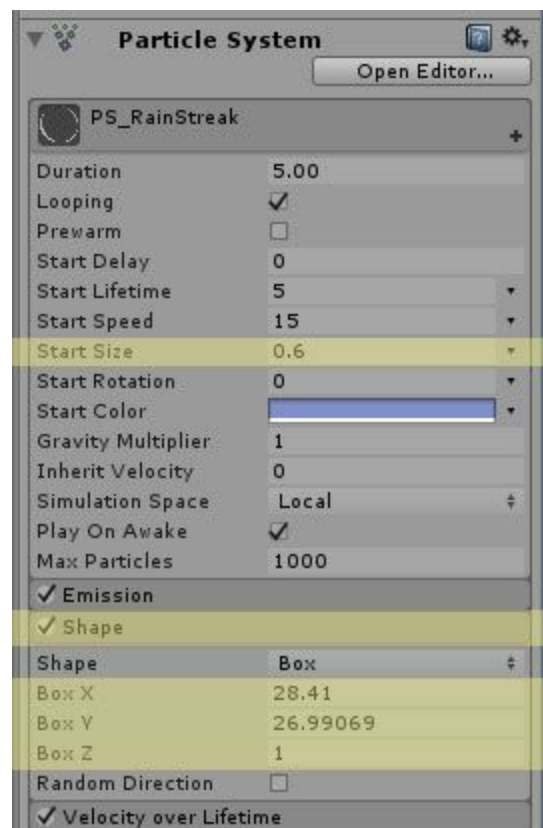 Particle System
Open Editor...
PS_RainStreak
Duration 5.00
Looping
Prewarm
Start Delay 0
Start Lifetime 5
Start Speed 15
Start Size 0.6
Start Rotation 0
Start Color
Gravity Multiplier 1
Inherit Velocity 0
Simulation Space Local
Play On Awake
Max Particles 1000
Emission
Shape
Shape Box
Box X 28.41
Box Y 26.99069
Box Z 1
Random Direction
Velocity over Lifetime